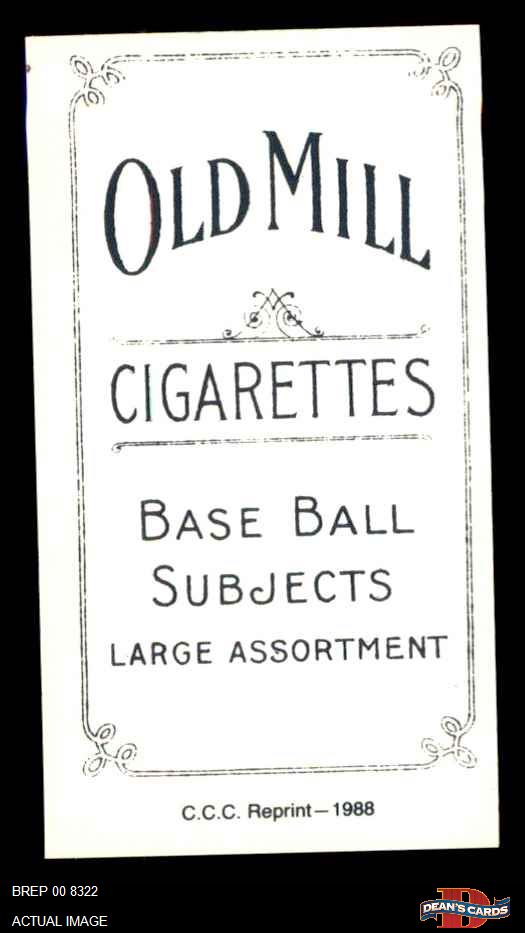 OLD MILL
CIGARETTES
BASE BALL
SUBJECTS
LARGE ASSORTMENT
C.C.C. Reprint—1988
BREP 00 8322
ACTUAL IMAGE
DEAN'S CARDS